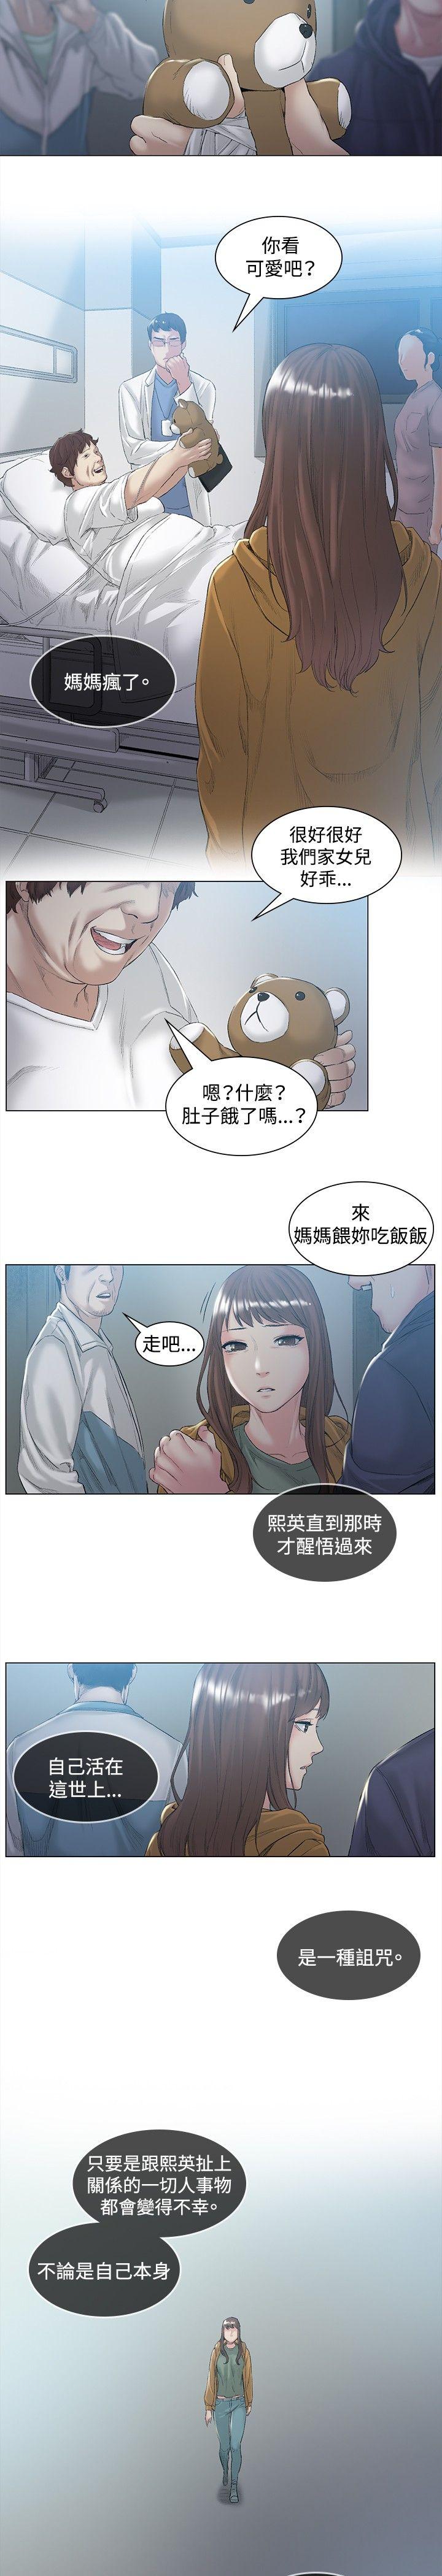 你看
可愛吧？
媽媽瘋了。
很好很好
我們家女兒
好乖...
嗯？什麼？
肚子餓了嗎...？
來
媽媽餵妳吃飯飯
走吧...
熙英直到那時
才醒悟過來
自己活在
這世上...
是一種詛咒。
只要是跟熙英扯上
關係的一切人事物
都會變得不幸。
不論是自己本身